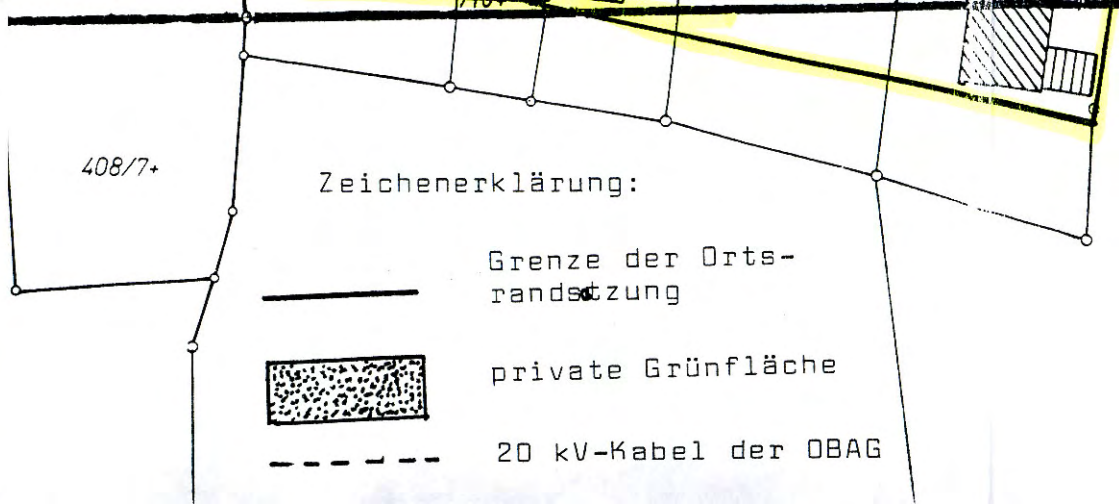 408/7+
Zeichenerklärung:
Grenze der Orts-
randsatzung
private Grünfläche
20 kV-Kabel der OBAG